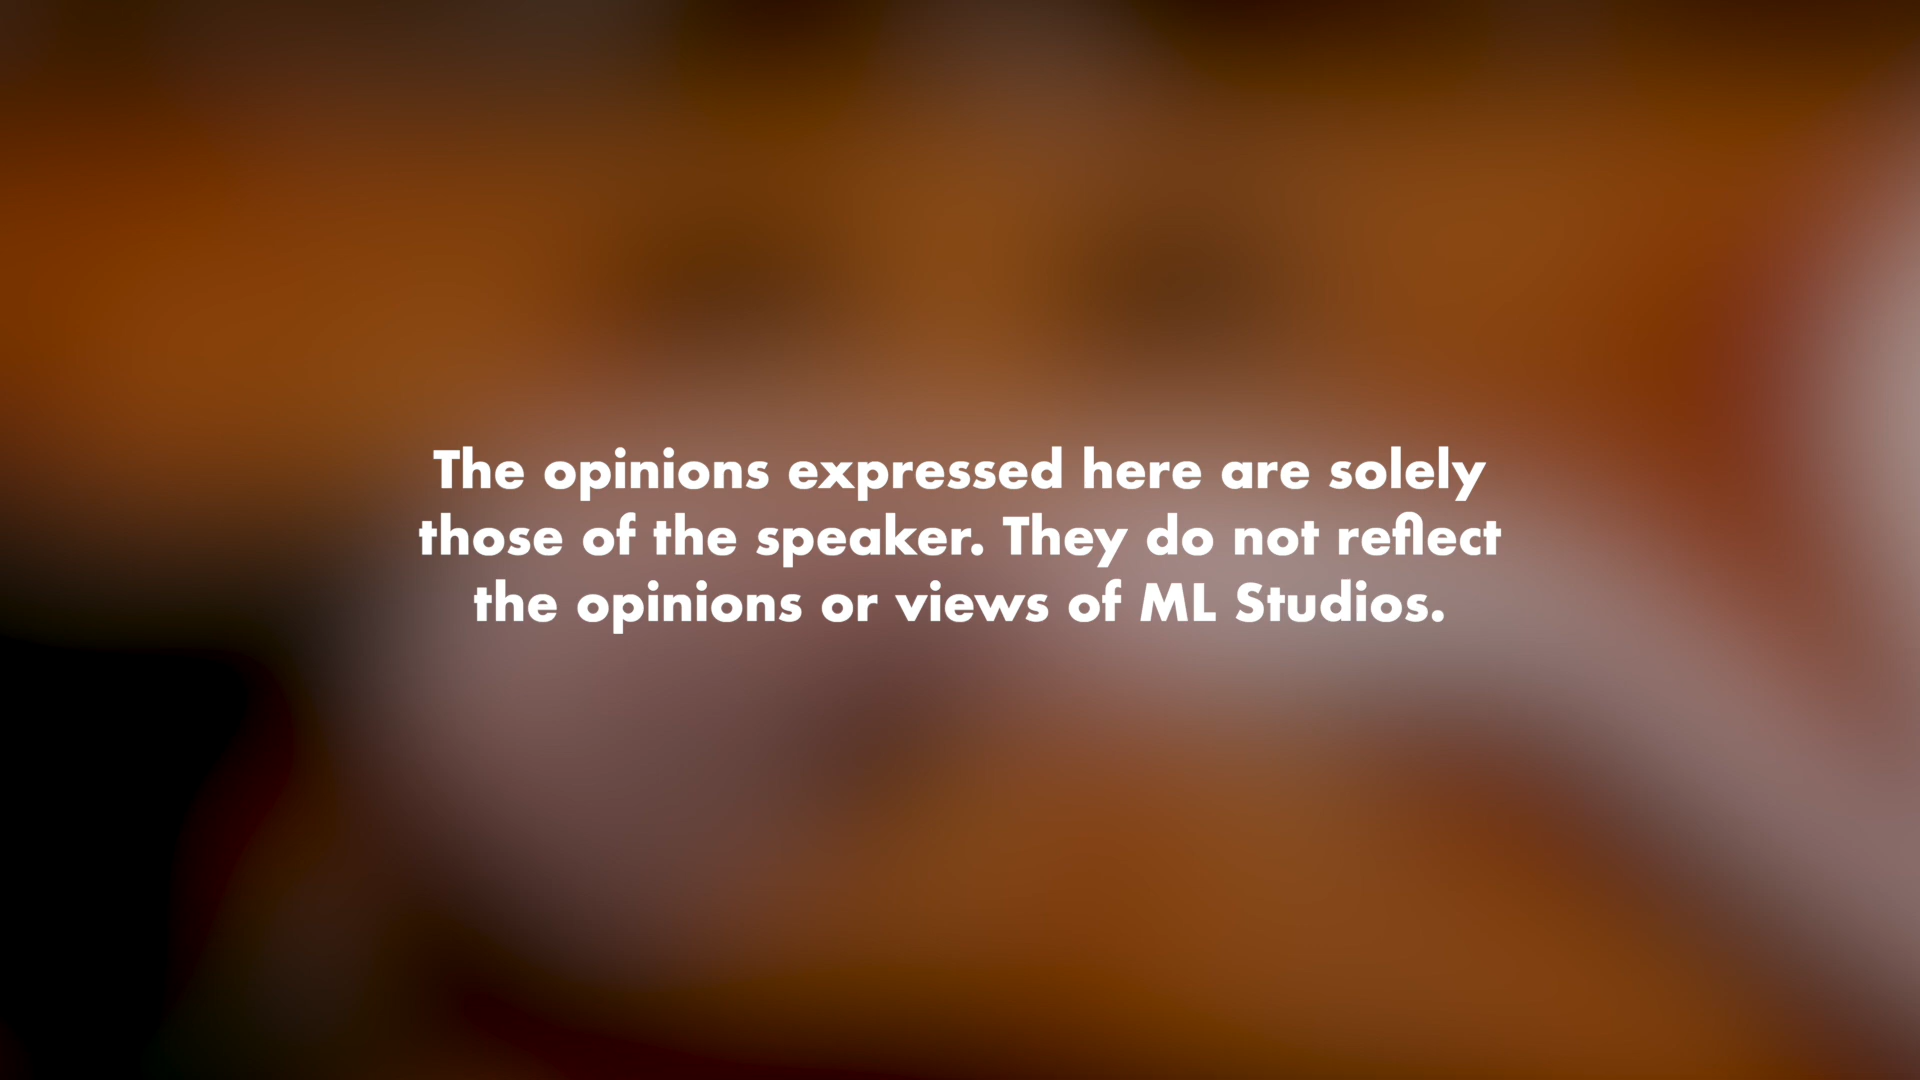 The opinions expressed here are solely
those of the speaker. They do not reflect
the opinions or views of ML Studios.